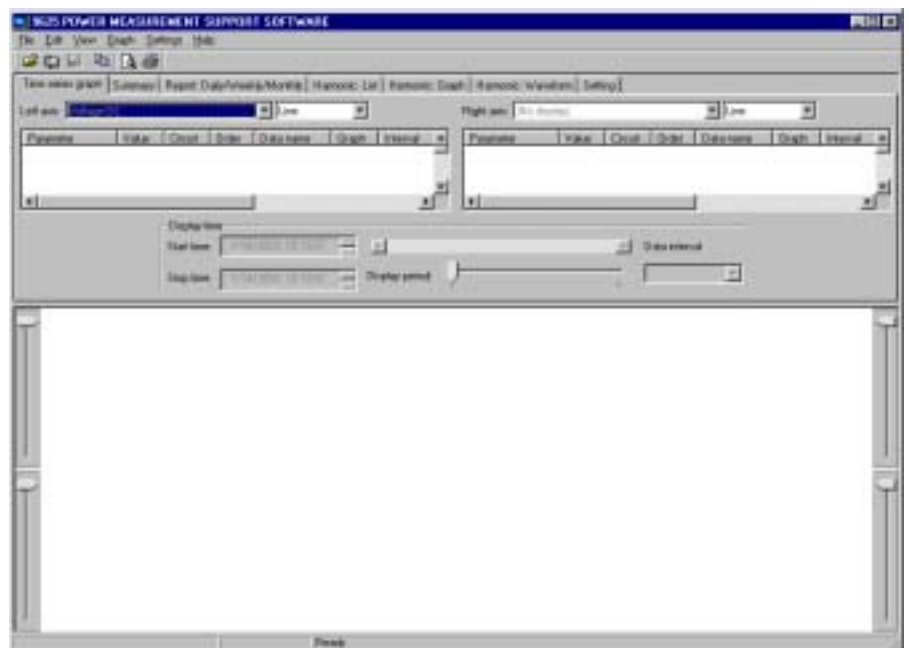 9625 POWER MEASUREMENT SUPPORT SOFTWARE
File Edit View Graph Settings Help
Time series graph Summary Report: Daily/Weekly/Monthly Harmonic: List Harmonic: Graph Harmonic: Waveform Setting
Left axis: Line Right axis: (No display) Line
Parameter Value Circuit Order Data name Graph Interval Parameter Value Circuit Order Data name Graph Interval
Display time
Start time Data interval
Stop time Display period
Ready